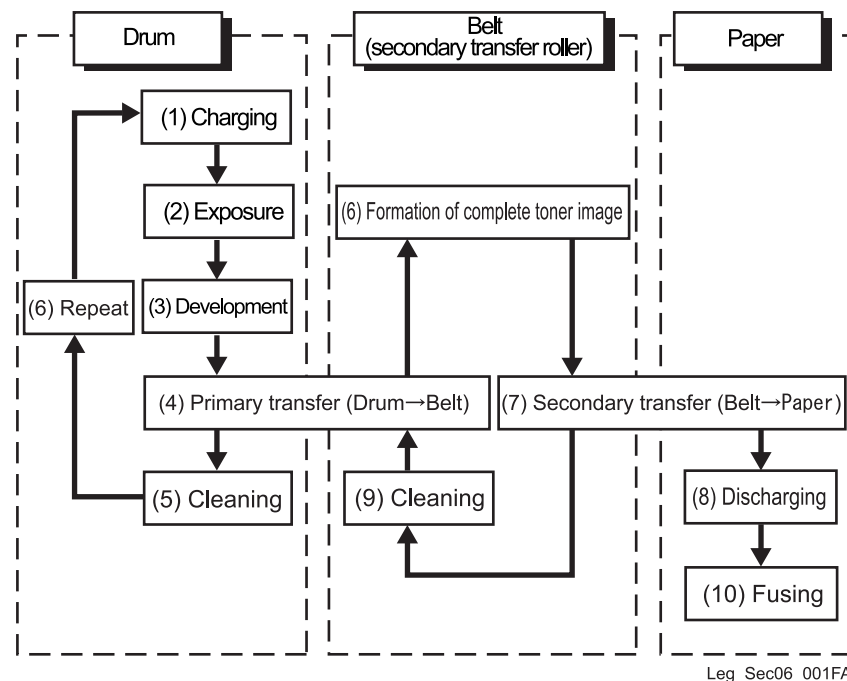 Drum
Belt
(secondary transfer roller)
Paper
(1) Charging
(2) Exposure
(6) Formation of complete toner image
(6) Repeat
(3) Development
(4) Primary transfer (Drum→Belt)
(7) Secondary transfer (Belt→Paper)
(5) Cleaning
(9) Cleaning
(8) Discharging
(10) Fusing
Leg_Sec06_001FA